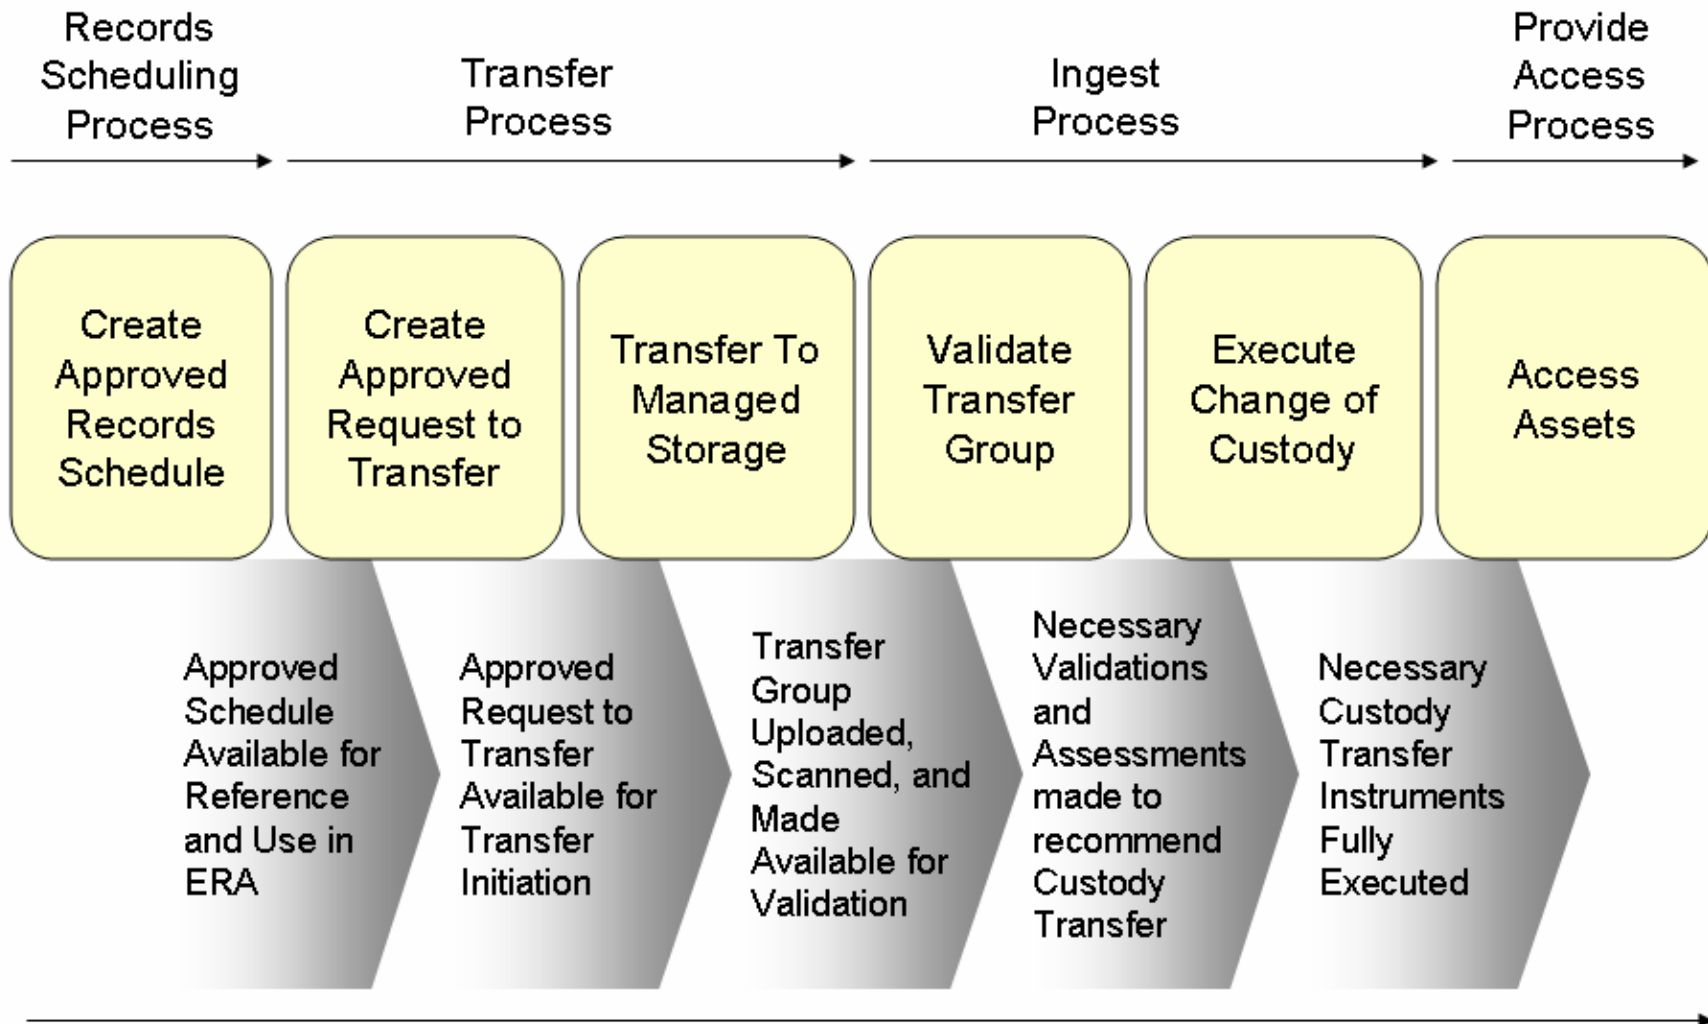 Records
Scheduling
Process
Transfer
Process
Ingest
Process
Provide
Access
Process
Create
Approved
Records
Schedule
Create
Approved
Request to
Transfer
Transfer To
Managed
Storage
Validate
Transfer
Group
Execute
Change of
Custody
Access
Assets
Approved
Schedule
Available for
Reference
and Use in
ERA
Approved
Request to
Transfer
Available for
Transfer
Initiation
Transfer
Group
Uploaded,
Scanned, and
Made
Available for
Validation
Necessary
Validations
and
Assessments
made to
recommend
Custody
Transfer
Necessary
Custody
Transfer
Instruments
Fully
Executed